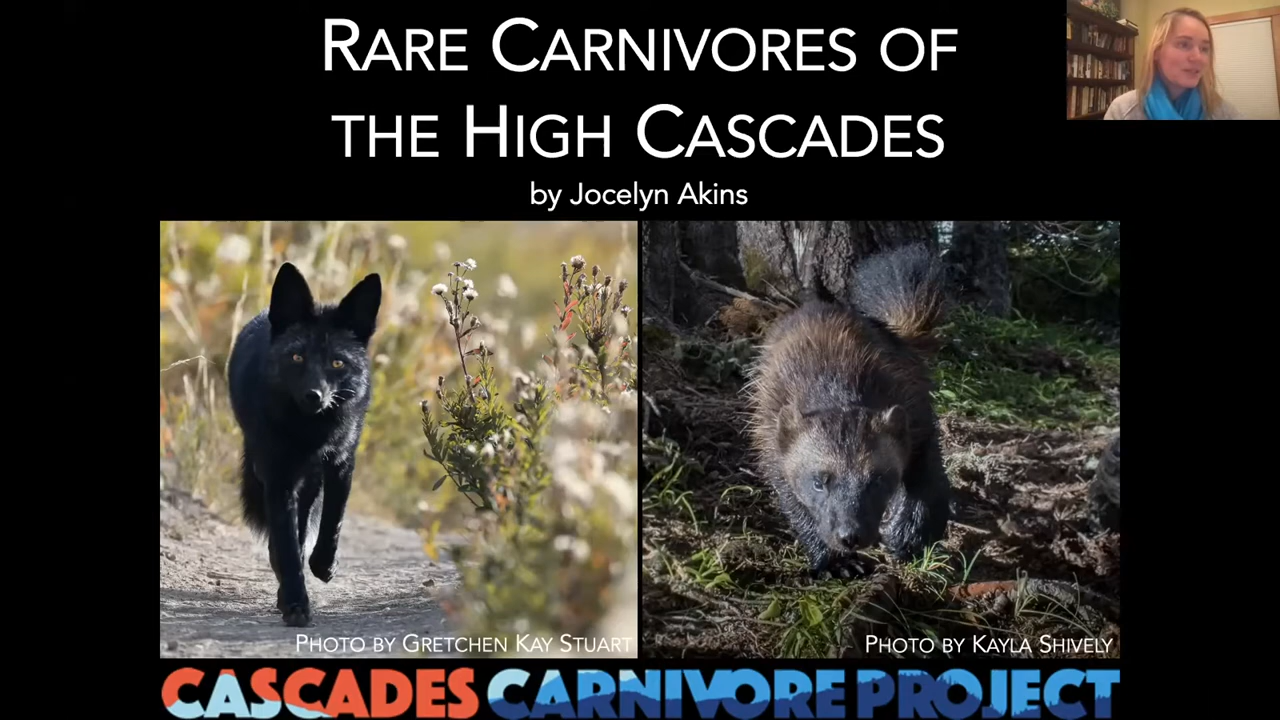 RARE CARNIVORES OF
THE HIGH CASCADES
by Jocelyn Akins
PHOTO BY GRETCHEN KAY STUART
PHOTO BY KAYLA SHIVELY
CASCADES CARNIVORE PROJECT